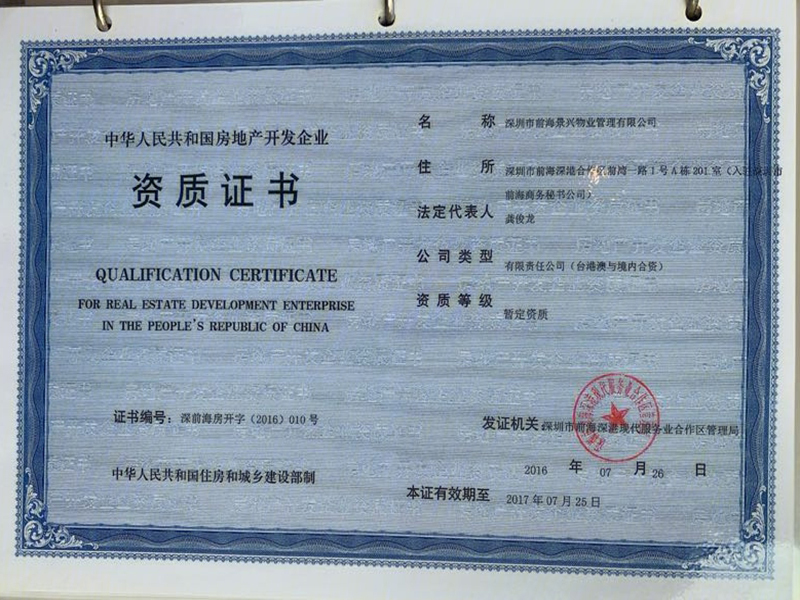 中华人民共和国房地产开发企业
资质证书
QUALIFICATION CERTIFICATE
FOR REAL ESTATE DEVELOPMENT ENTERPRISE
IN THE PEOPLE'S REPUBLIC OF CHINA
证书编号：深前海房开字（2016）010号
中华人民共和国住房和城乡建设部制
名称 深圳市前海景兴物业管理有限公司
住所 深圳市前海深港合作区前湾一路1号A栋201室（入驻深圳市
前海商务秘书公司）
法定代表人 龚俊龙
公司类型 有限责任公司（台港澳与境内合资）
资质等级 暂定资质
发证机关：深圳市前海深港现代服务业合作区管理局
2016 年 07 月 26 日
本证有效期至 2017年07月25日